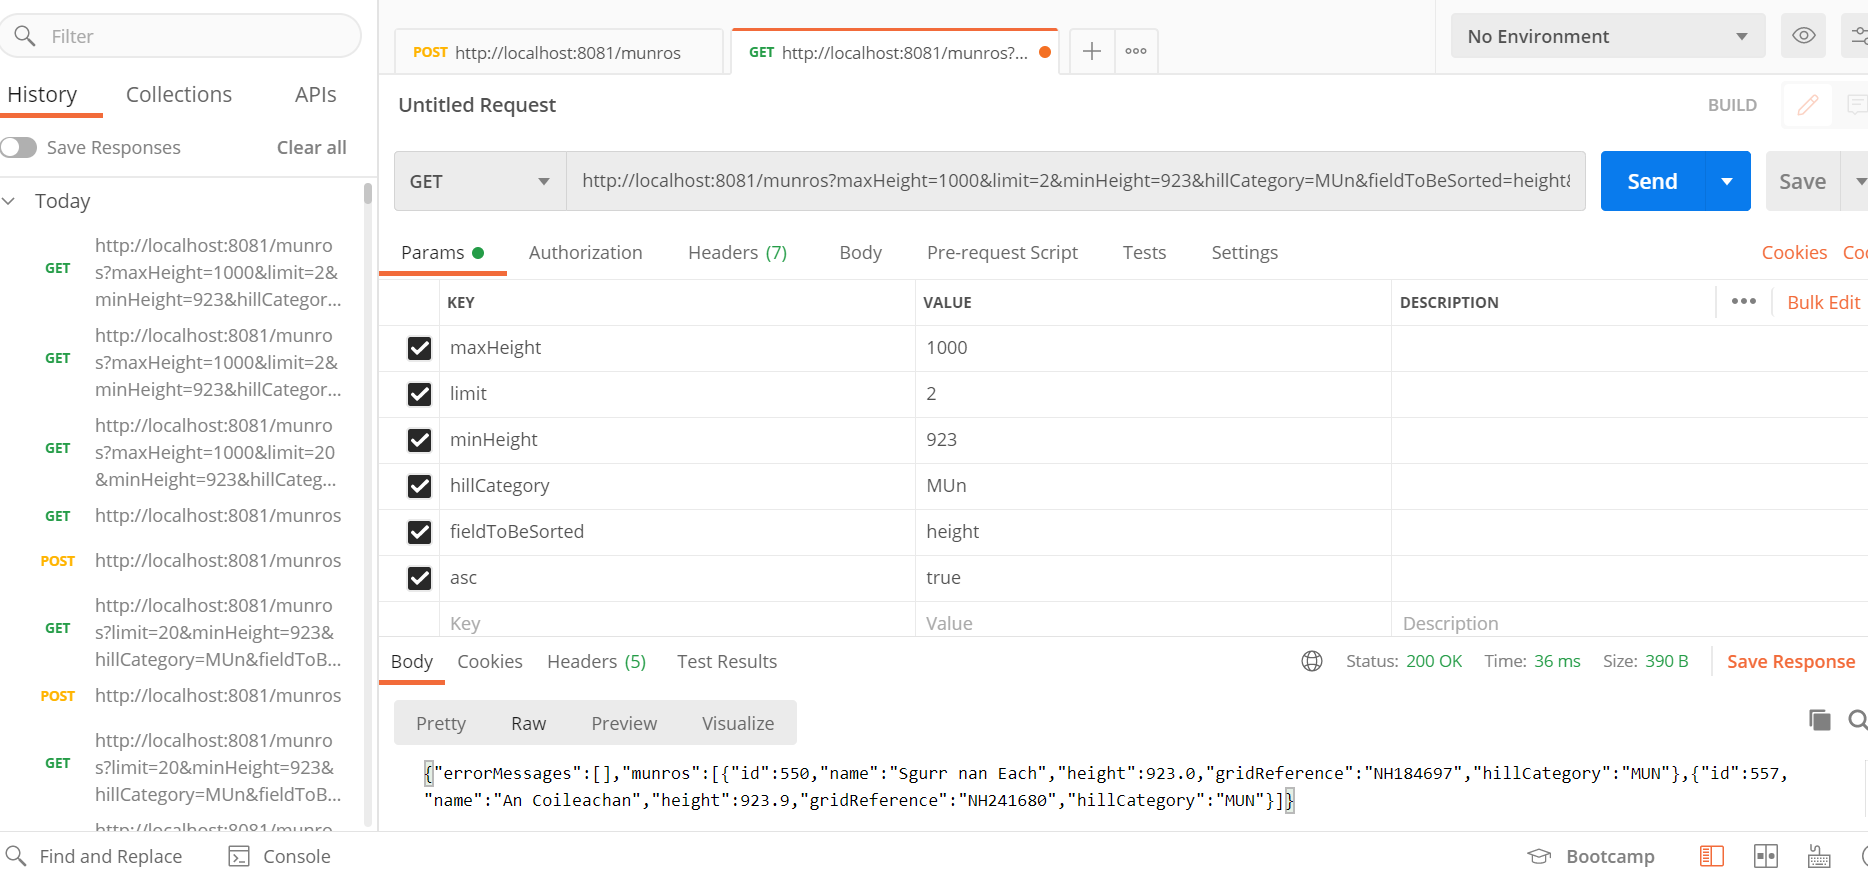 Filter
History Collections APIs
Save Responses Clear all
Today
GET http://localhost:8081/munro
s?maxHeight=1000&limit=2&
minHeight=923&hillCategor...
GET http://localhost:8081/munro
s?maxHeight=1000&limit=2&
minHeight=923&hillCategor...
GET http://localhost:8081/munro
s?maxHeight=1000&limit=20
&minHeight=923&hillCateg...
GET http://localhost:8081/munros
POST http://localhost:8081/munros
GET http://localhost:8081/munro
s?limit=20&minHeight=923&
hillCategory=MUn&fieldToB...
POST http://localhost:8081/munros
GET http://localhost:8081/munro
s?limit=20&minHeight=923&
hillCategory=MUn&fieldToB...
http://localhost:8081/munro
POST http://localhost:8081/munros GET http://localhost:8081/munros?...
No Environment
Untitled Request BUILD
GET http://localhost:8081/munros?maxHeight=1000&limit=2&minHeight=923&hillCategory=MUn&fieldToBeSorted=height& Send Save
Params Authorization Headers (7) Body Pre-request Script Tests Settings Cookies Coo
KEY VALUE DESCRIPTION Bulk Edit
maxHeight 1000
limit 2
minHeight 923
hillCategory MUn
fieldToBeSorted height
asc true
Key Value Description
Body Cookies Headers (5) Test Results Status: 200 OK Time: 36 ms Size: 390 B Save Response
Pretty Raw Preview Visualize
{"errorMessages":[],"munros":[{"id":550,"name":"Sgurr nan Each","height":923.0,"gridReference":"NH184697","hillCategory":"MUN"},{"id":557,
"name":"An Coileachan","height":923.9,"gridReference":"NH241680","hillCategory":"MUN"}]}
Find and Replace Console Bootcamp